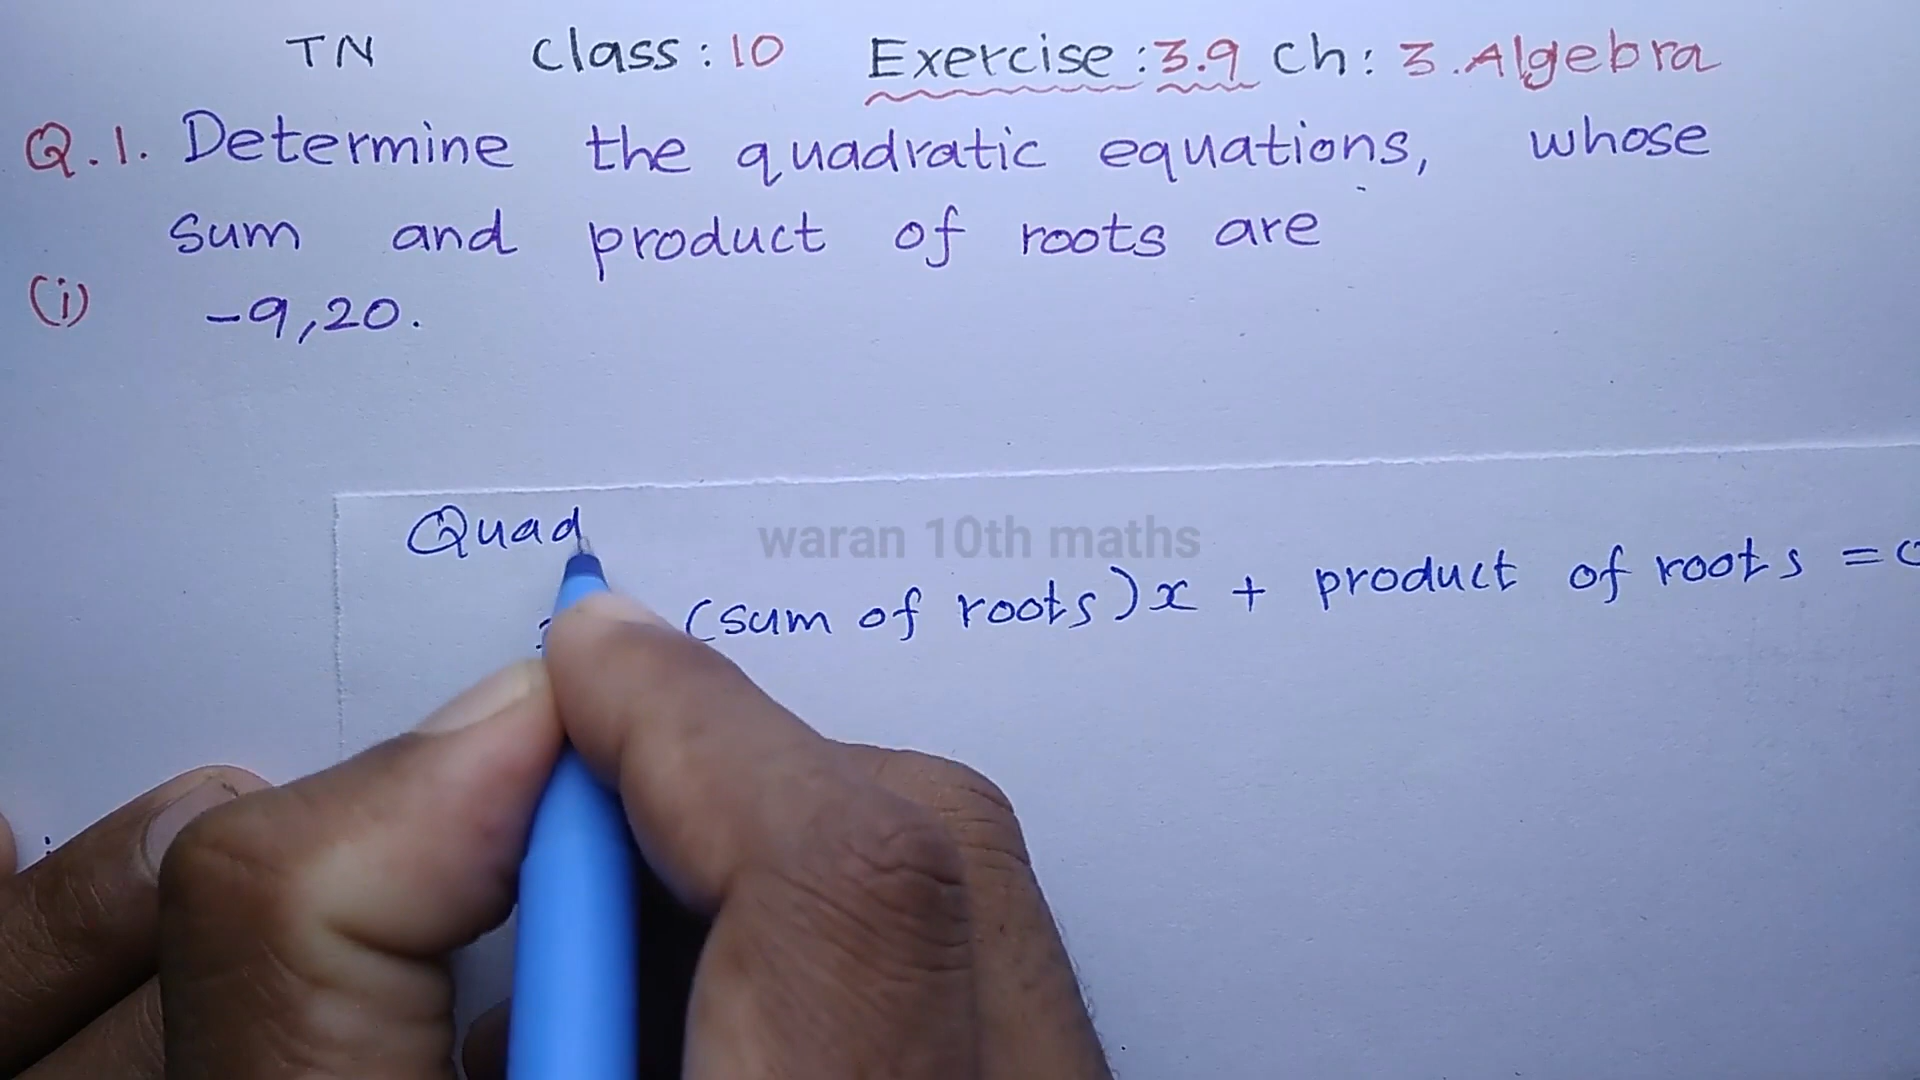 TN class: 10 Exercise: 3.9 Ch: 3. Algebra
Q.1. Determine the quadratic equations, whose
sum and product of roots are
(i) -9,20.
Quad
waran 10th maths
(sum of roots)x + product of roots =